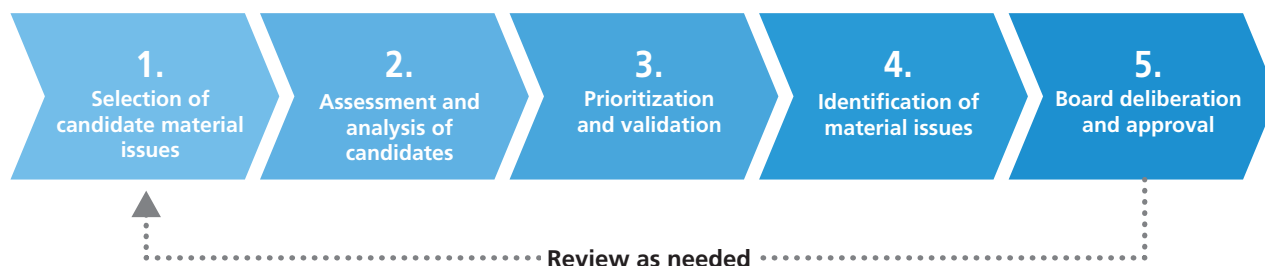 1.
Selection of
candidate material
issues
2.
Assessment and
analysis of
candidates
3.
Prioritization
and validation
4.
Identification of
material issues
5.
Board deliberation
and approval
Review as needed